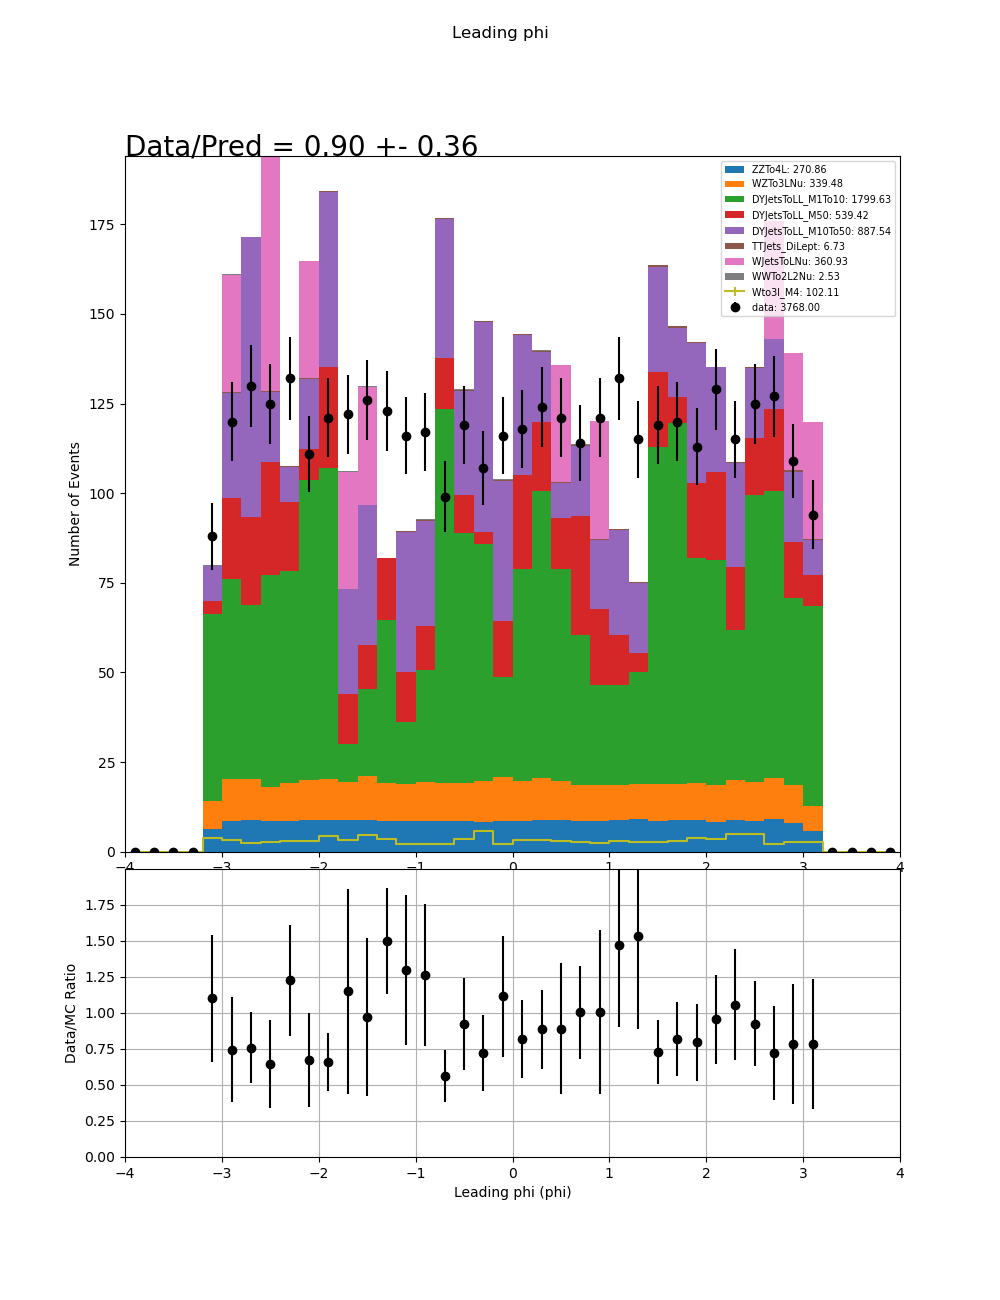 Leading phi
Data/Pred = 0.90 +- 0.36
ZZTo4L: 270.86
WZTo3LNu: 339.48
DYJetsToLL_M1To10: 1799.63
DYJetsToLL_M50: 539.42
DYJetsToLL_M10To50: 887.54
TTJets_DiLept: 6.73
WJetsToLNu: 360.93
WWTo2L2Nu: 2.53
Wto3l_M4: 102.11
data: 3768.00
Number of Events
175
150
125
100
75
50
25
0
−4 −3 −2 −1 0 1 2 3 4
Data/MC Ratio
1.75
1.50
1.25
1.00
0.75
0.50
0.25
0.00
−4 −3 −2 −1 0 1 2 3 4
Leading phi (phi)